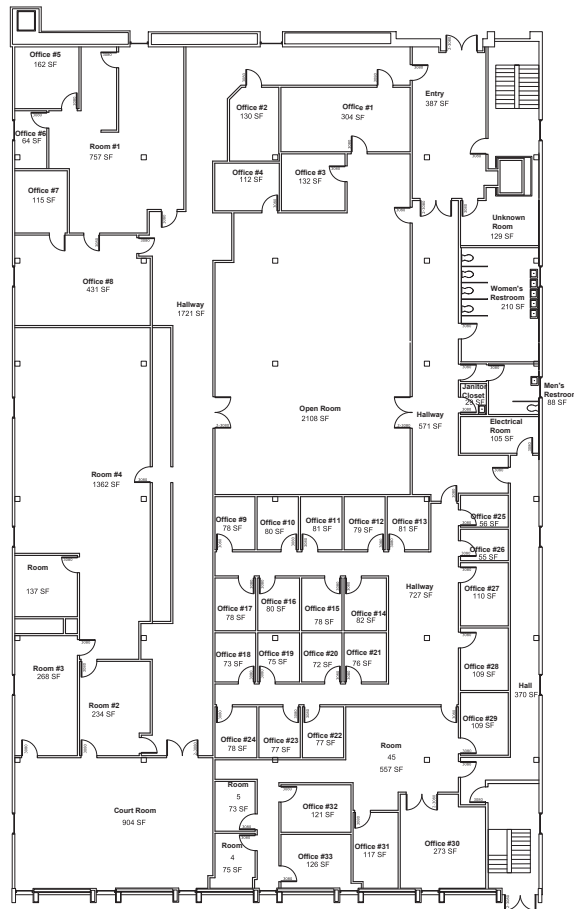 Office #5
162 SF
Office #6
64 SF
Room #1
757 SF
Office #7
115 SF
Office #2
130 SF
Office #1
304 SF
Office #4
112 SF
Office #3
132 SF
Entry
387 SF
Unknown
Room
129 SF
Office #8
431 SF
Hallway
1721 SF
Women's
Restroom
210 SF
Open Room
2108 SF
Hallway
571 SF
Janitor
Closet
Men's
Restroom
88 SF
Electrical
Room
105 SF
Room #4
1362 SF
Office #9
78 SF
Office #10
80 SF
Office #11
81 SF
Office #12
79 SF
Office #13
81 SF
Office #25
56 SF
Office #26
55 SF
Room
137 SF
Office #17
78 SF
Office #16
80 SF
Office #15
78 SF
Office #14
82 SF
Hallway
727 SF
Office #27
110 SF
Office #18
73 SF
Office #19
75 SF
Office #20
72 SF
Office #21
76 SF
Office #28
109 SF
Room #3
268 SF
Room #2
234 SF
Hall
370 SF
Office #24
78 SF
Office #23
77 SF
Office #22
77 SF
Room
45
557 SF
Office #29
109 SF
Court Room
904 SF
Room
5
73 SF
Office #32
121 SF
Room
4
75 SF
Office #33
126 SF
Office #31
117 SF
Office #30
273 SF